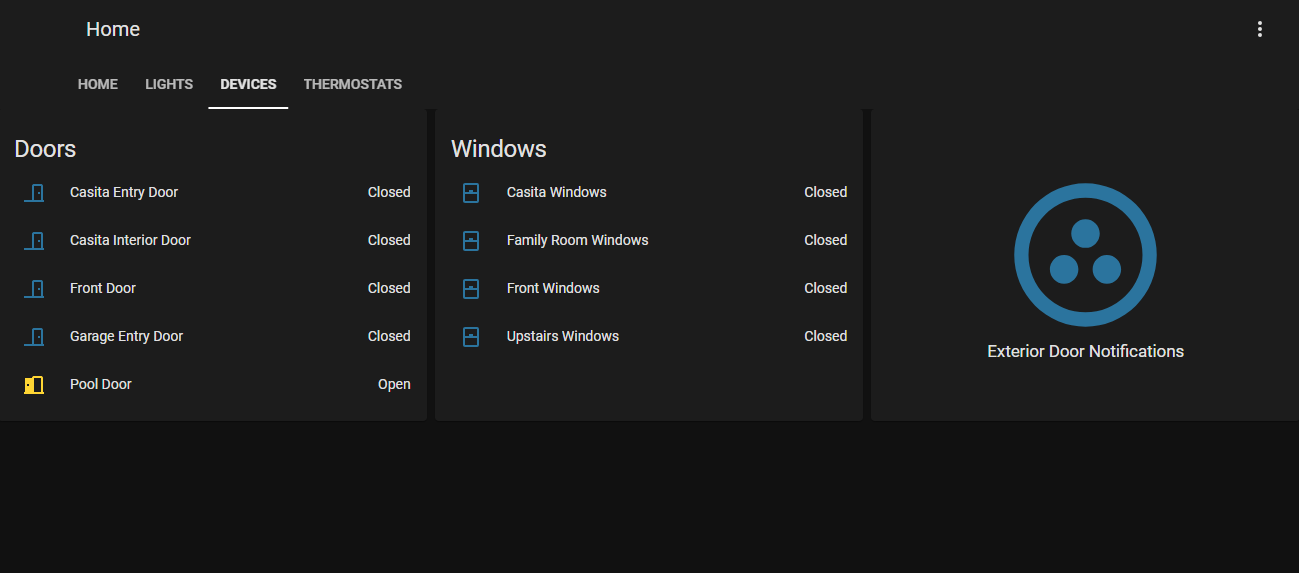 Home
HOME LIGHTS DEVICES THERMOSTATS
Doors
Casita Entry Door Closed
Casita Interior Door Closed
Front Door Closed
Garage Entry Door Closed
Pool Door Open
Windows
Casita Windows Closed
Family Room Windows Closed
Front Windows Closed
Upstairs Windows Closed
Exterior Door Notifications